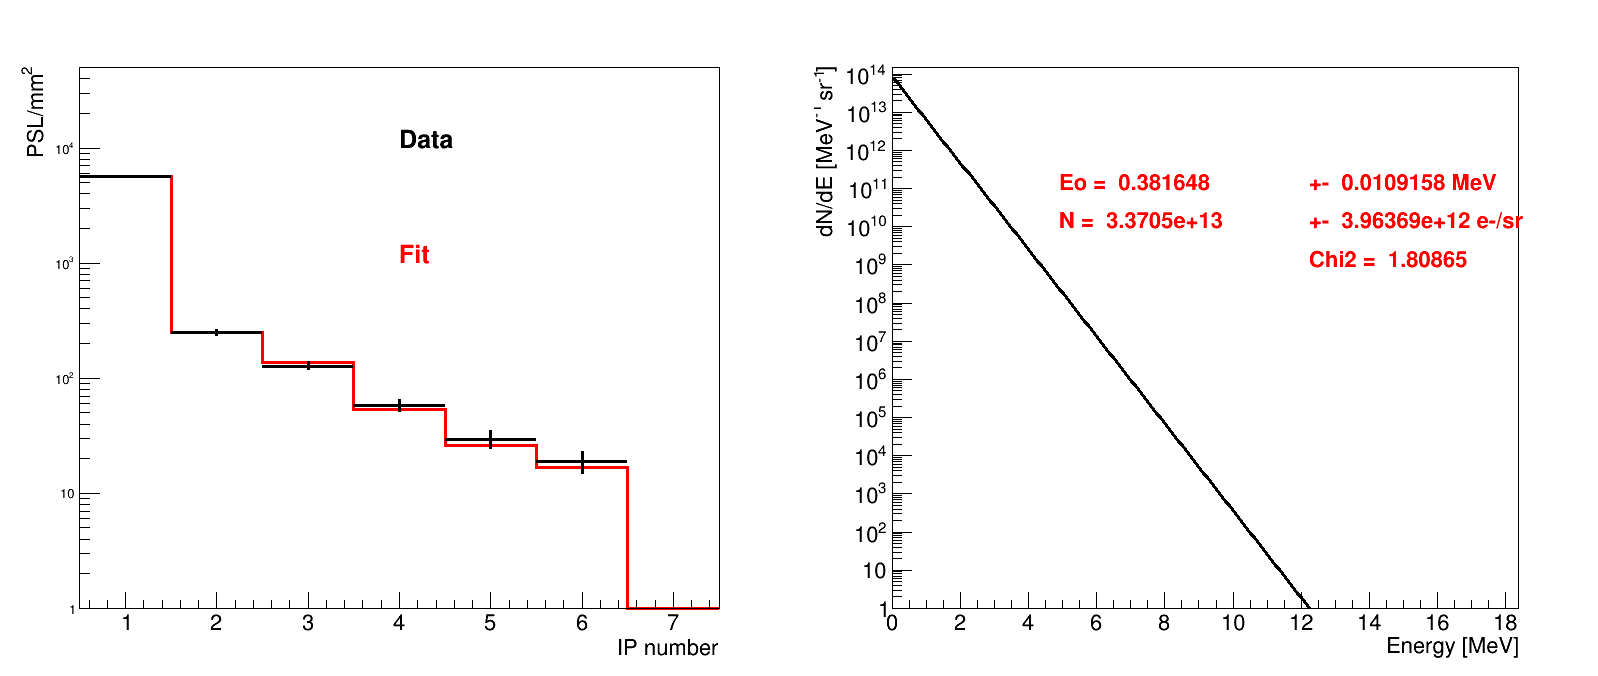 PSL/mm²
10⁴
10³
10²
10
1
Data
Fit
1 2 3 4 5 6 7
IP number
dN/dE [MeV⁻¹ sr⁻¹]
10¹⁴
10¹³
10¹²
10¹¹
10¹⁰
10⁹
10⁸
10⁷
10⁶
10⁵
10⁴
10³
10²
10
1
Eo = 0.381648 +- 0.0109158 MeV
N = 3.3705e+13 +- 3.96369e+12 e-/sr
Chi2 = 1.80865
0 2 4 6 8 10 12 14 16 18
Energy [MeV]